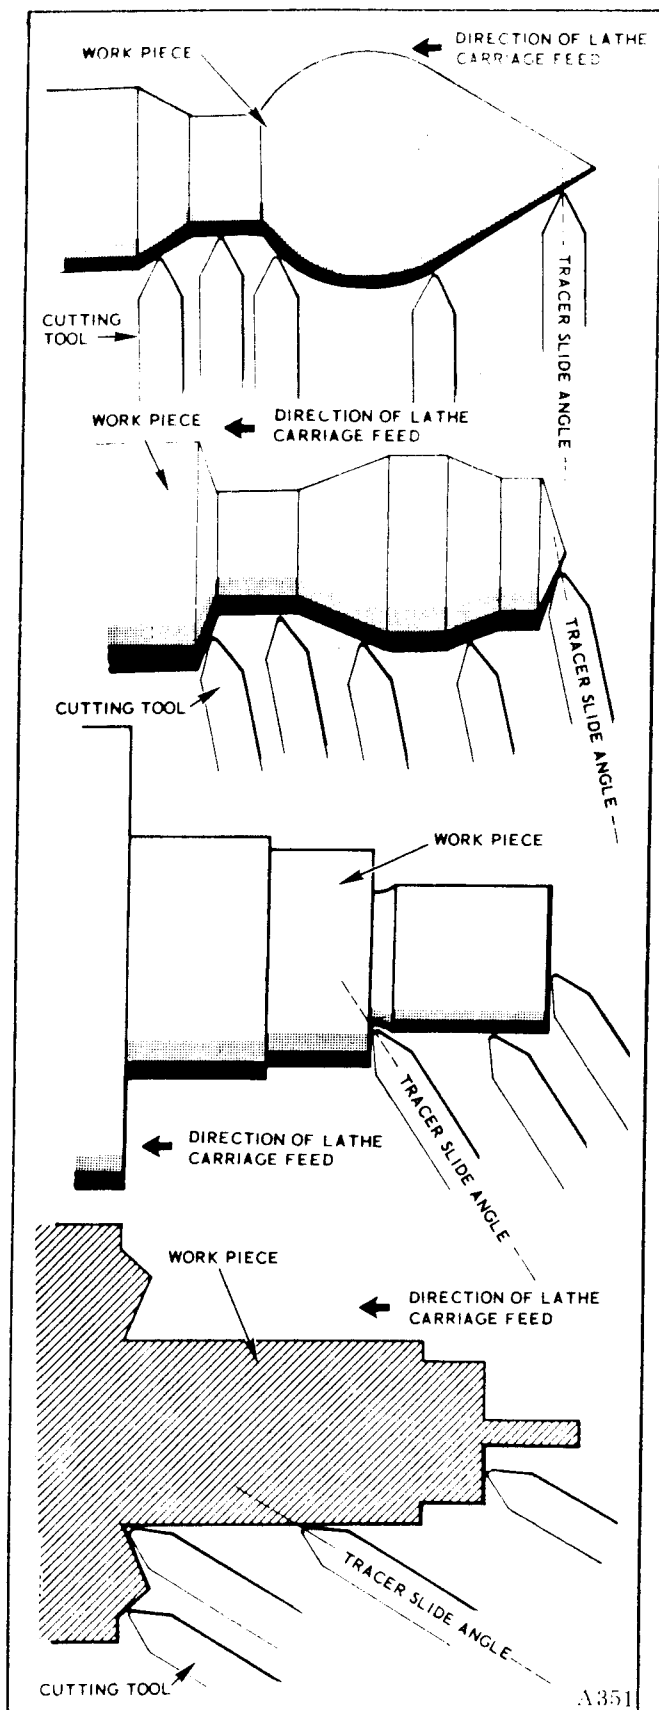 WORK PIECE
DIRECTION OF LATHE
CARRIAGE FEED
CUTTING
TOOL
TRACER SLIDE ANGLE
WORK PIECE
DIRECTION OF LATHE
CARRIAGE FEED
CUTTING TOOL
TRACER SLIDE ANGLE
WORK PIECE
TRACER SLIDE ANGLE
DIRECTION OF LATHE
CARRIAGE FEED
WORK PIECE
DIRECTION OF LATHE
CARRIAGE FEED
TRACER SLIDE ANGLE
CUTTING TOOL
A351